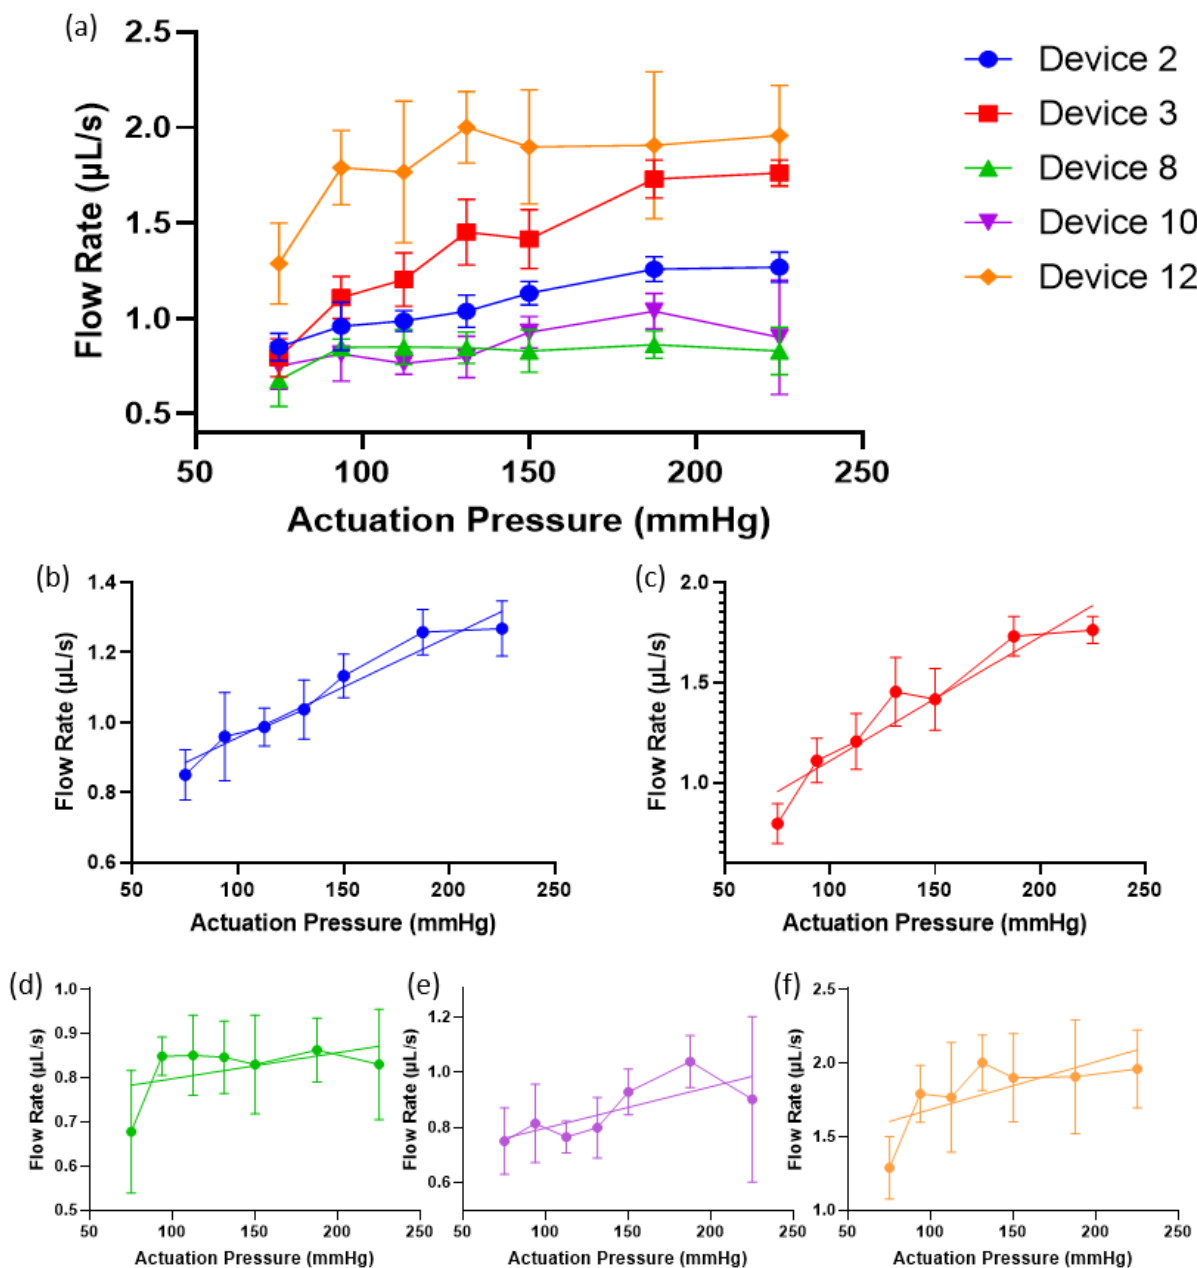 (a)
2.5
2.0
1.5
1.0
0.5
Flow Rate (µL/s)
50 100 150 200 250
Actuation Pressure (mmHg)
Device 2
Device 3
Device 8
Device 10
Device 12
(b)
1.4
1.2
1.0
0.8
0.6
Flow Rate (µL/s)
50 100 150 200 250
Actuation Pressure (mmHg)
(c)
2.0
1.5
1.0
Flow Rate (µL/s)
50 100 150 200 250
Actuation Pressure (mmHg)
(d)
1.0
0.9
0.8
0.7
0.6
0.5
Flow Rate (µL/s)
50 100 150 200 250
Actuation Pressure (mmHg)
(e)
1.2
1.0
0.8
0.6
Flow Rate (µL/s)
50 100 150 200 250
Actuation Pressure (mmHg)
(f)
2.5
2.0
1.5
1.0
Flow Rate (µL/s)
50 100 150 200 250
Actuation Pressure (mmHg)